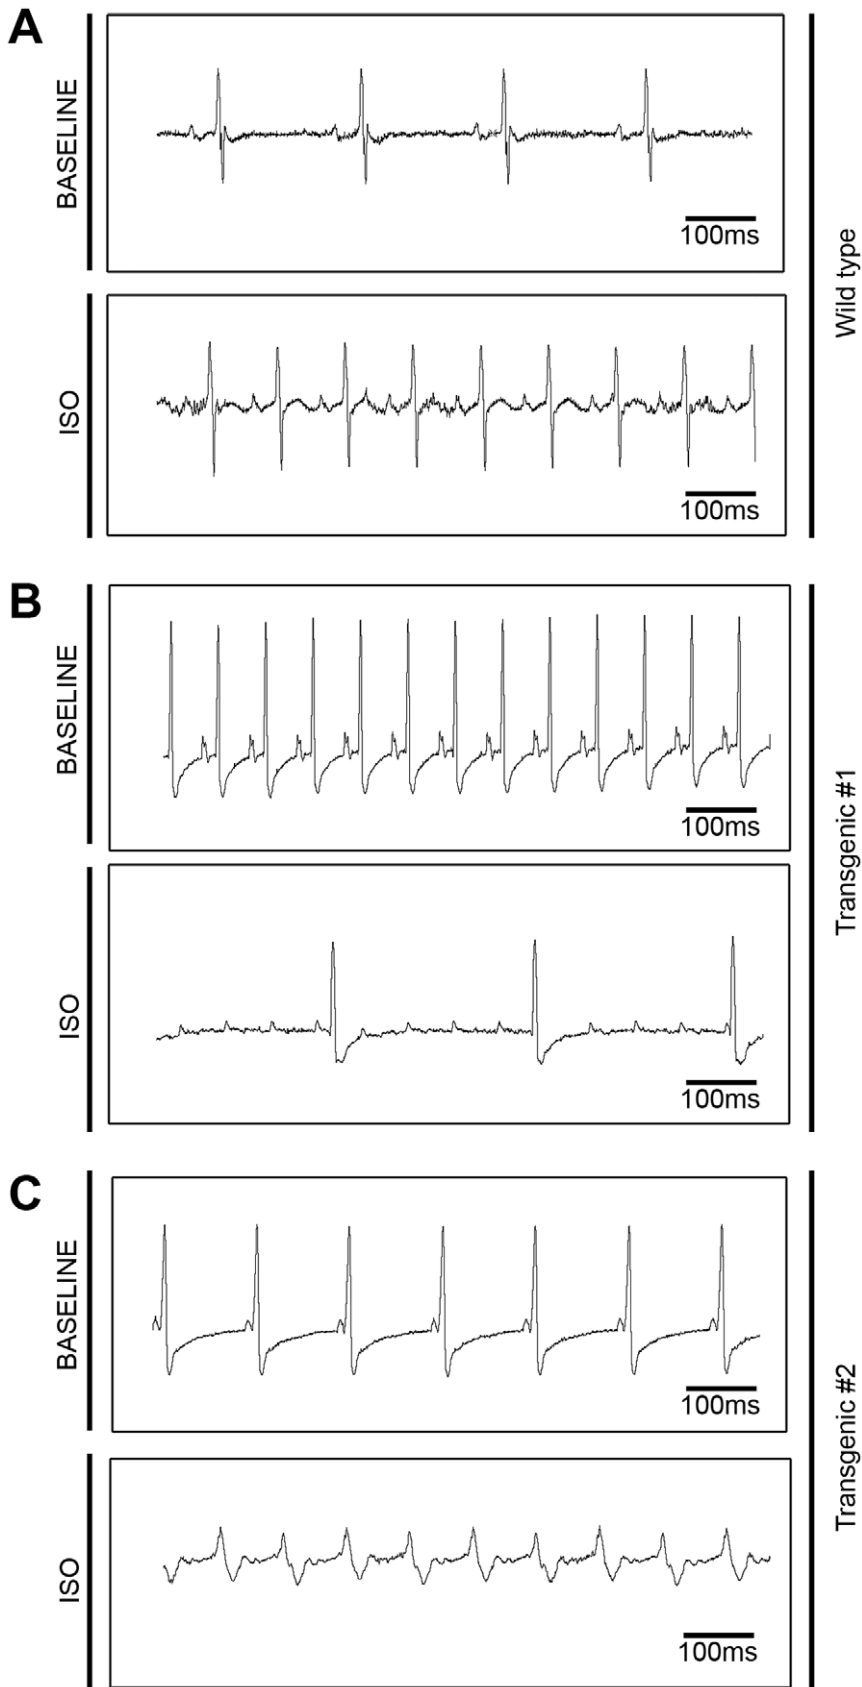 A
BASELINE
100ms
ISO
100ms
Wild type
B
BASELINE
100ms
ISO
100ms
Transgenic #1
C
BASELINE
100ms
ISO
100ms
Transgenic #2